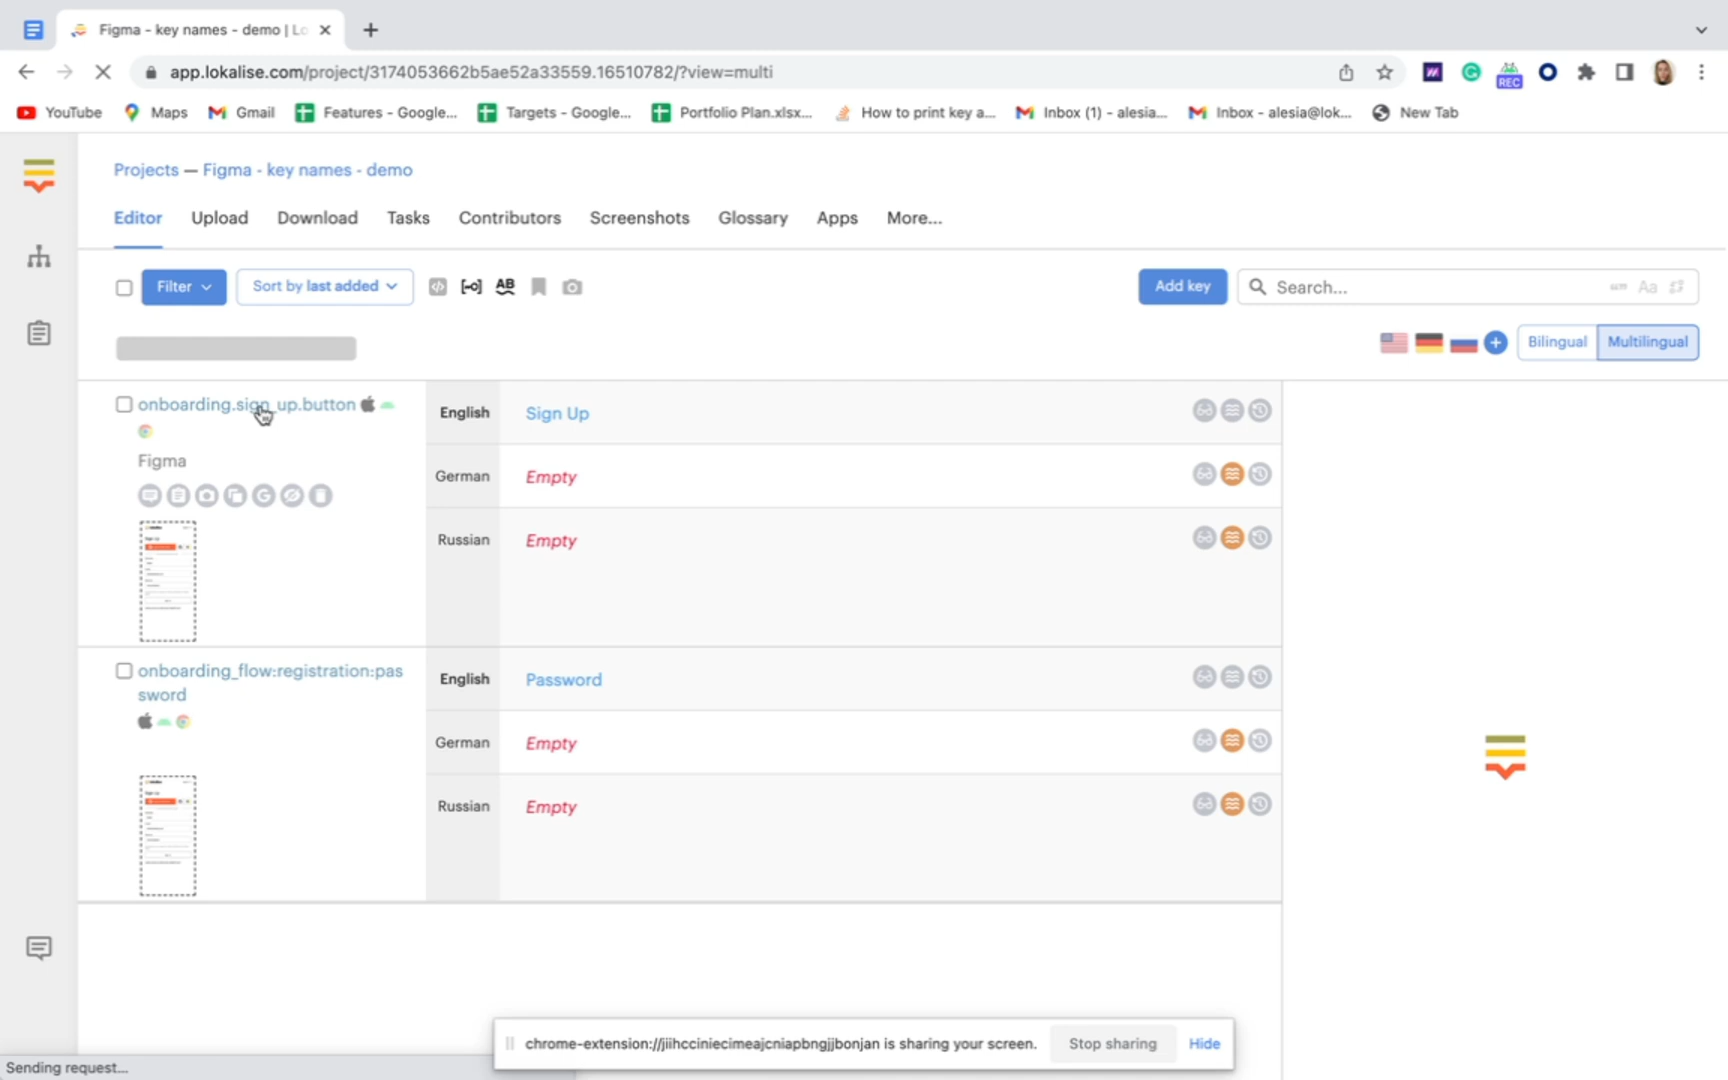 Figma - key names - demo | Lo
app.lokalise.com/project/3174053662b5ae52a33559.16510782/?view=multi
REC
YouTube Maps Gmail Features - Google... Targets - Google... Portfolio Plan.xlsx... How to print key a... Inbox (1) - alesia... Inbox - alesia@lok... New Tab
Projects — Figma - key names - demo
Editor Upload Download Tasks Contributors Screenshots Glossary Apps More...
Filter Sort by last added AB Add key Search... Aa
Bilingual Multilingual
onboarding.sign_up.button English Sign Up
Figma
German Empty
Russian Empty
onboarding_flow:registration:pas
sword
English Password
German Empty
Russian Empty
chrome-extension://jiihcciniecimeajcniapbngjjbonjan is sharing your screen. Stop sharing Hide
Sending request...